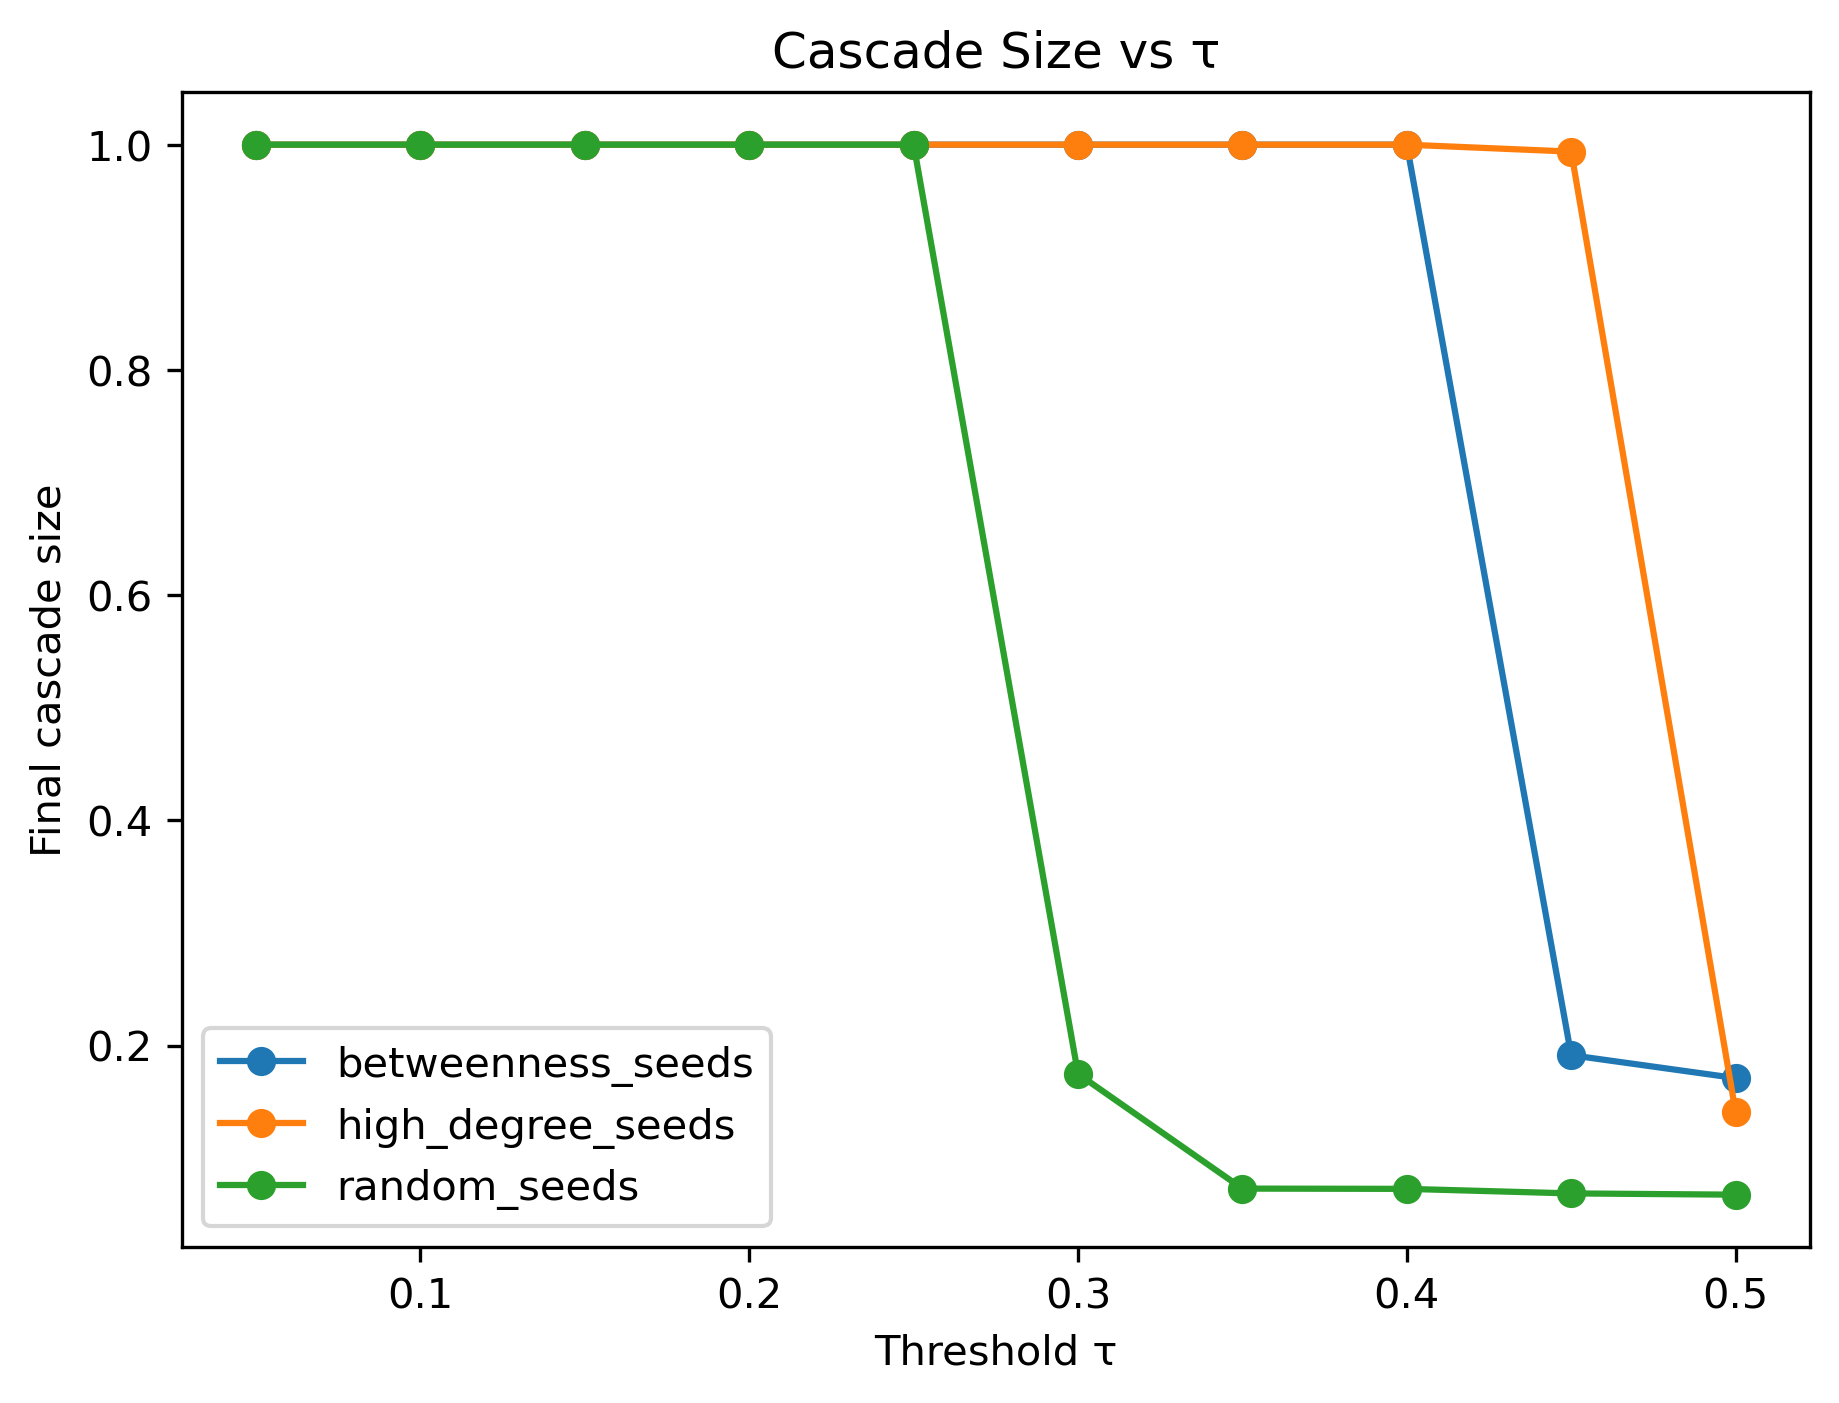 Cascade Size vs τ
Final cascade size
1.0
0.8
0.6
0.4
0.2
betweenness_seeds
high_degree_seeds
random_seeds
0.1 0.2 0.3 0.4 0.5
Threshold τ